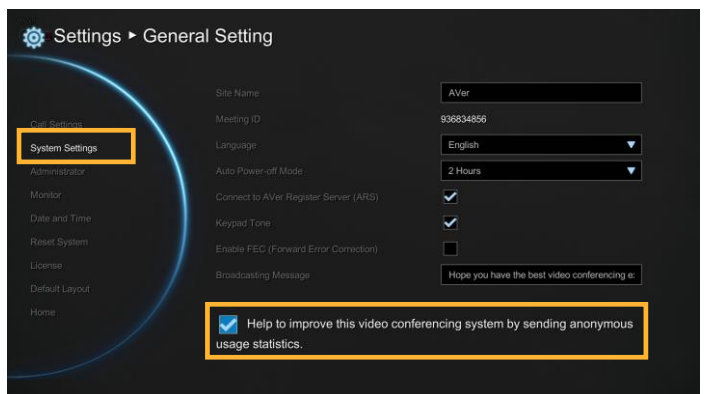 Settings ► General Setting
Site Name AVer
Call Settings
Meeting ID 936834856
System Settings
Language English
Administrator
Auto Power-off Mode 2 Hours
Monitor
Connect to AVer Register Server (ARS)
Date and Time
Keypad Tone
Reset System
Enable FEC (Forward Error Correction)
License
Broadcasting Message Hope you have the best video conferencing e:
Default Layout
Home
Help to improve this video conferencing system by sending anonymous
usage statistics.